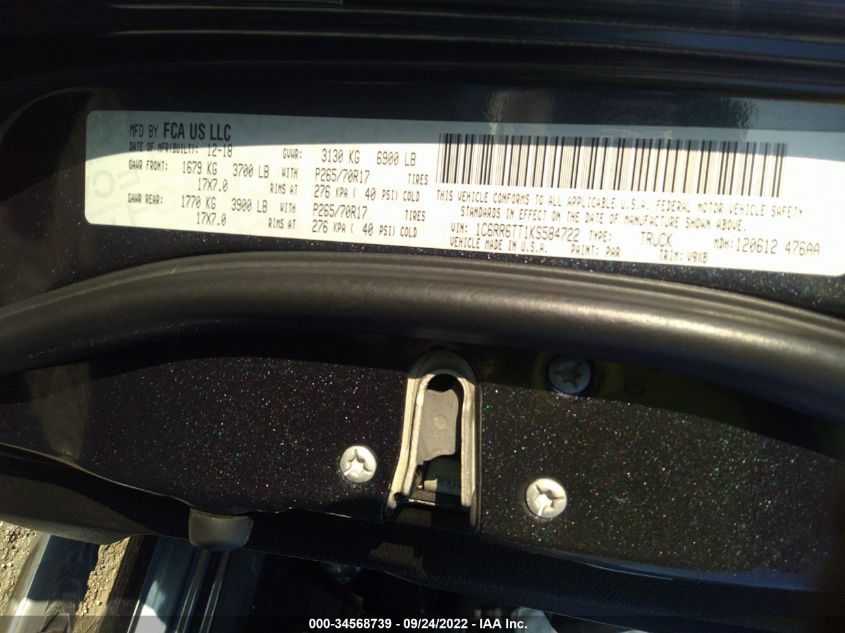 MFD BY FCA US LLC
DATE OF MFR(BUILT): 12-18 GVWR: 3130 KG 6900 LB
GAWR FRONT: 1679 KG 3700 LB WITH P265/70R17 TIRES
17X7.0 RIMS AT 276 KPA ( 40 PSI) COLD
GAWR REAR: 1770 KG 3900 LB WITH P265/70R17 TIRES
17X7.0 RIMS AT 276 KPA ( 40 PSI) COLD
THIS VEHICLE CONFORMS TO ALL APPLICABLE U.S.A. FEDERAL MOTOR VEHICLE SAFETY
STANDARDS IN EFFECT ON THE DATE OF MANUFACTURE SHOWN ABOVE.
VIN: 1C6RR6TT1KS584722 TYPE: TRUCK MDH: 120612 476AA
VEHICLE MADE IN U.S.A. PAINT: PAR TRIM: V9XB
000-34568739 - 09/24/2022 - IAA Inc.